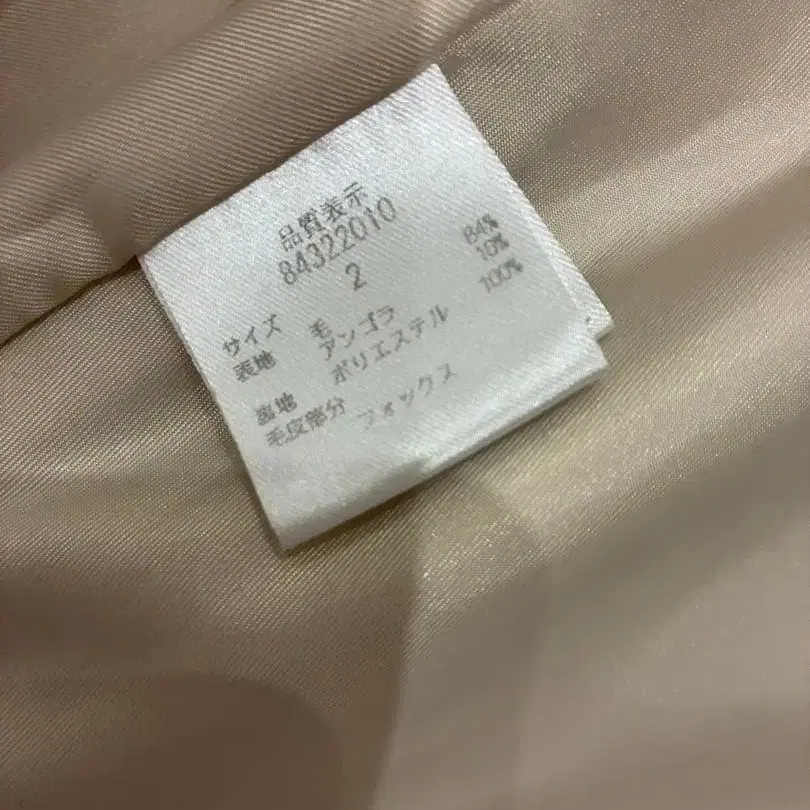 品質表示
84322010
サイズ 2
表地 毛 84%
アンゴラ 10%
裏地 ポリエステル 100%
毛皮部分 フォックス